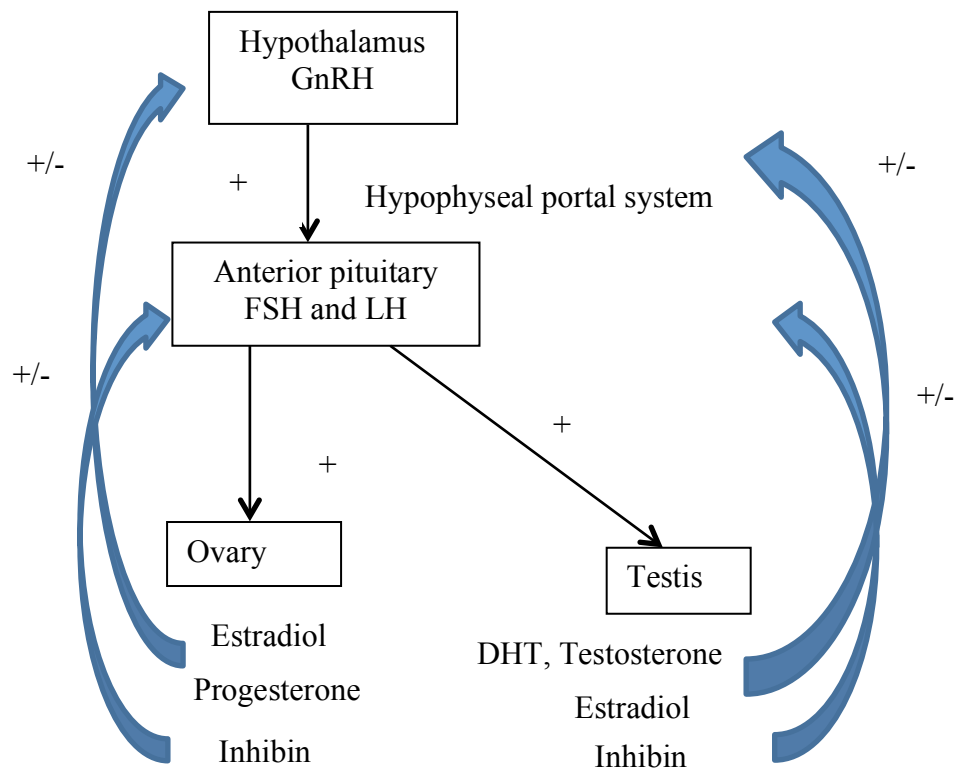 Hypothalamus
GnRH
+/-
+/-
+
Hypophyseal portal system
Anterior pituitary
FSH and LH
+/-
+/-
+
+
Ovary
Testis
Estradiol
DHT, Testosterone
Progesterone
Estradiol
Inhibin
Inhibin